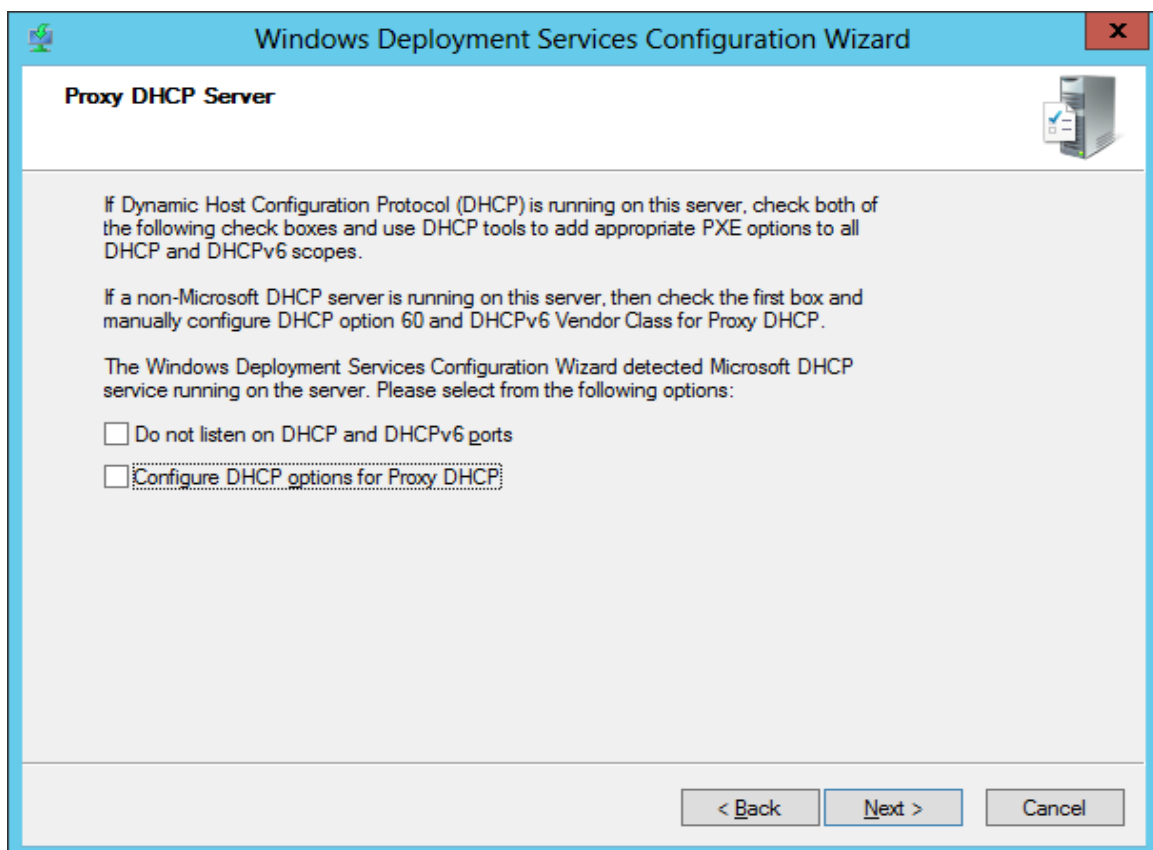 Windows Deployment Services Configuration Wizard
x
Proxy DHCP Server
If Dynamic Host Configuration Protocol (DHCP) is running on this server, check both of
the following check boxes and use DHCP tools to add appropriate PXE options to all
DHCP and DHCPv6 scopes.
If a non-Microsoft DHCP server is running on this server, then check the first box and
manually configure DHCP option 60 and DHCPv6 Vendor Class for Proxy DHCP.
The Windows Deployment Services Configuration Wizard detected Microsoft DHCP
service running on the server. Please select from the following options:
Do not listen on DHCP and DHCPv6 ports
Configure DHCP options for Proxy DHCP
< Back Next > Cancel